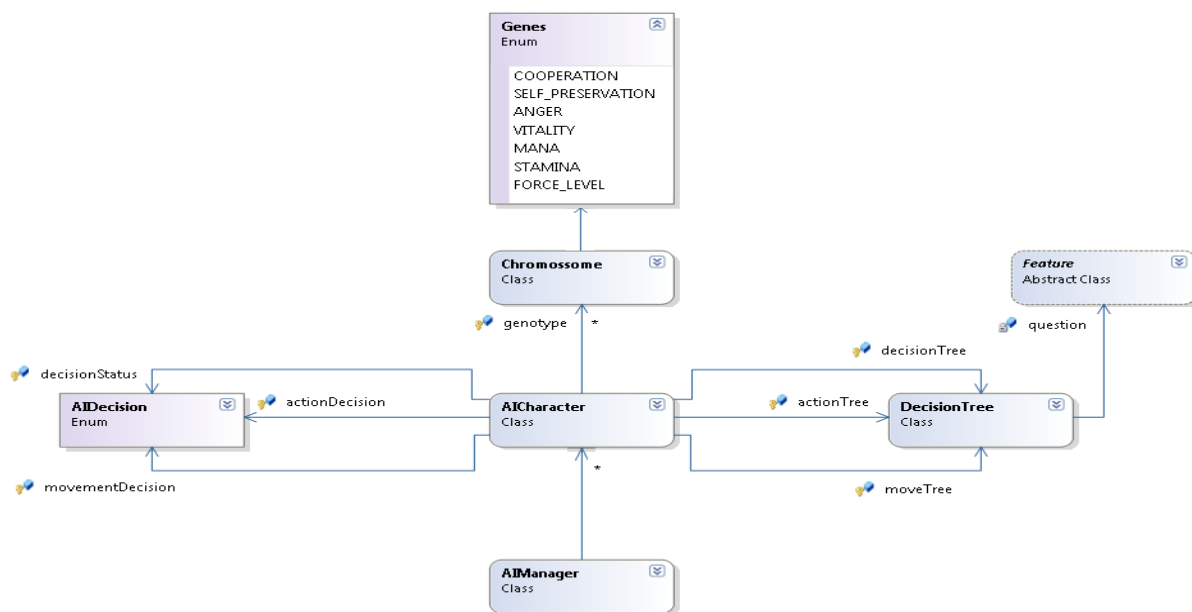 Genes
Enum
COOPERATION
SELF_PRESERVATION
ANGER
VITALITY
MANA
STAMINA
FORCE_LEVEL
Chromossome
Class
Feature
Abstract Class
genotype *
question
decisionStatus
decisionTree
AIDecision
Enum
actionDecision
AICharacter
Class
actionTree
DecisionTree
Class
movementDecision
*
moveTree
AIManager
Class